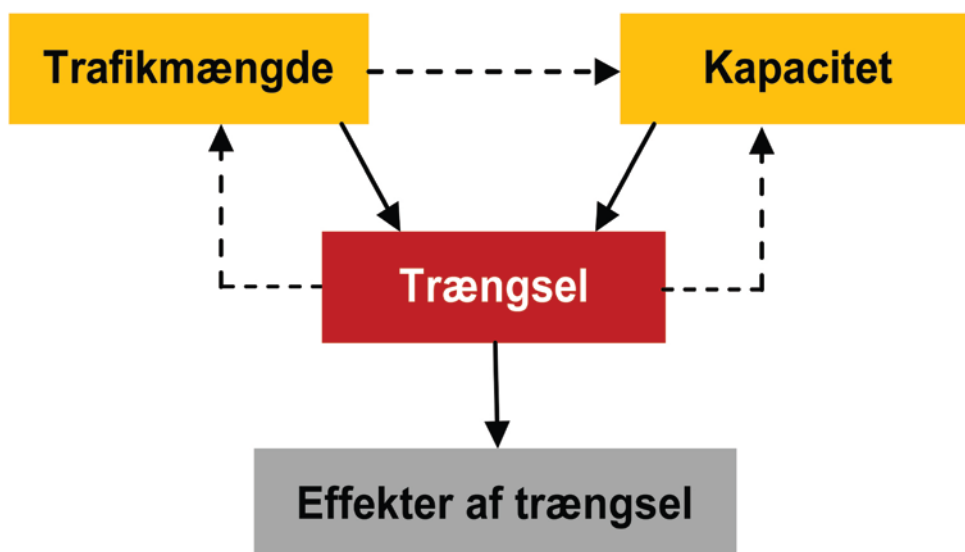 Trafikmængde
Kapacitet
Trængsel
Effekter af trængsel